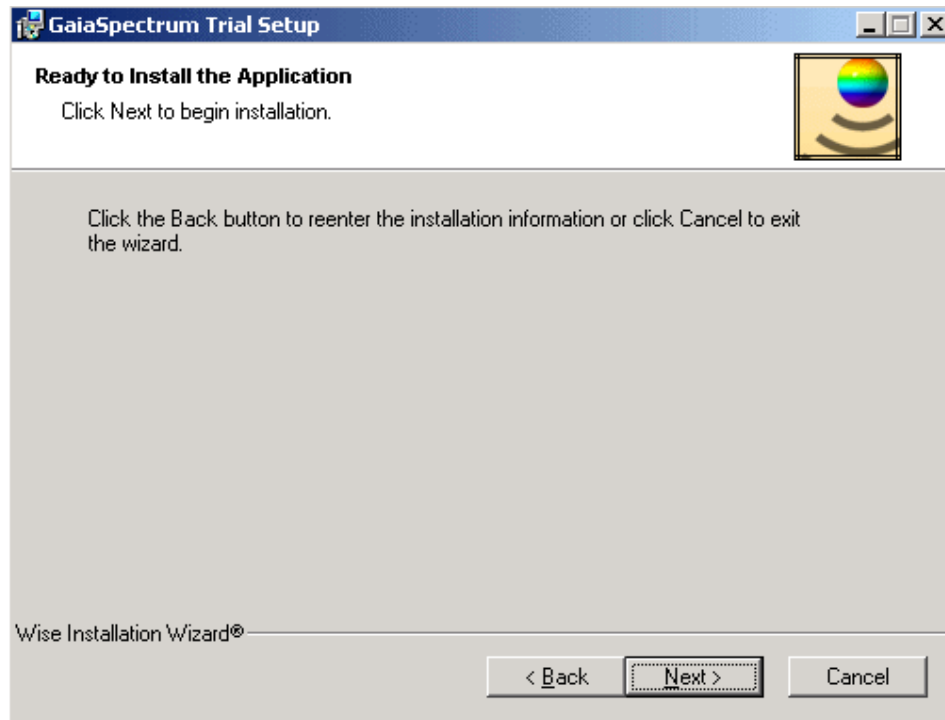 GaiaSpectrum Trial Setup
Ready to Install the Application
Click Next to begin installation.
Click the Back button to reenter the installation information or click Cancel to exit
the wizard.
Wise Installation Wizard®
< Back
Next >
Cancel